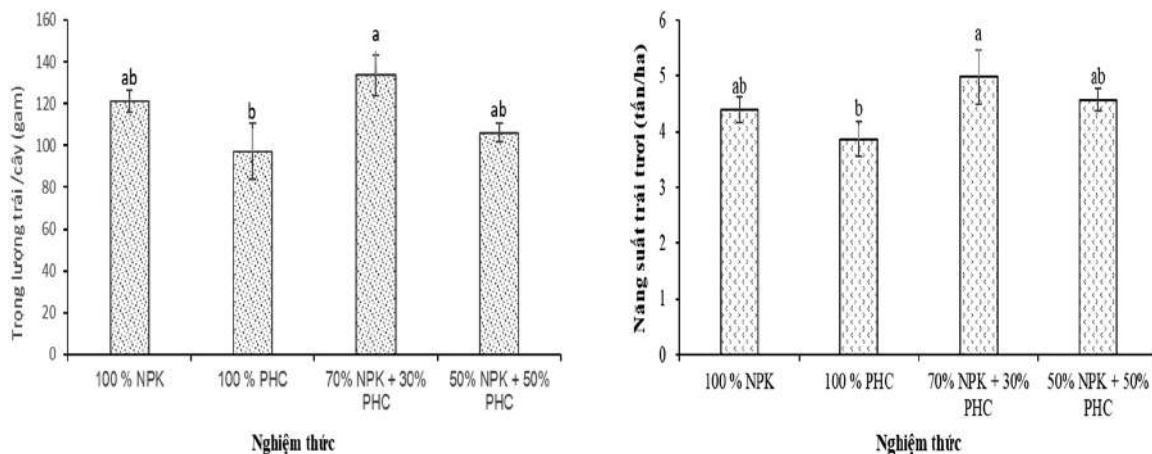 Trọng lượng trái /cây (gam)
160
140
120
100
80
60
40
20
0
ab
b
a
ab
100 % NPK
100 % PHC
70% NPK + 30%
PHC
50% NPK + 50%
PHC
Nghiệm thức
Năng suất trái tươi (tấn/ha)
6
5
4
3
2
1
0
ab
b
a
ab
100 % NPK
100 % PHC
70% NPK + 30%
PHC
50% NPK + 50%
PHC
Nghiệm thức